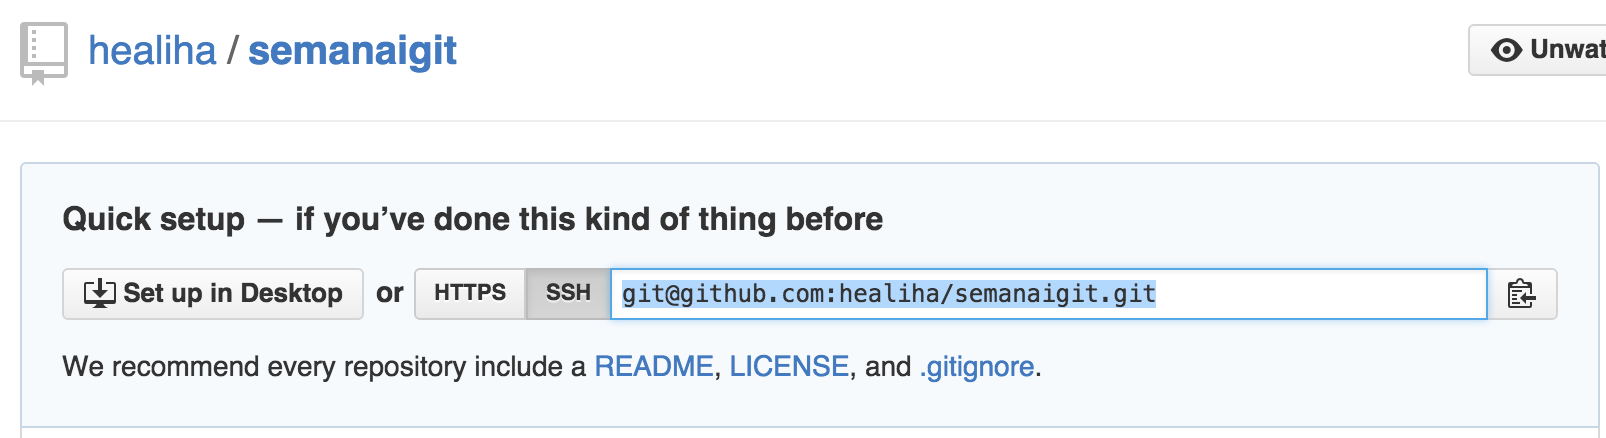 healiha / semanaigit
Unwat
Quick setup — if you’ve done this kind of thing before
Set up in Desktop or HTTPS SSH git@github.com:healiha/semanaigit.git
We recommend every repository include a README, LICENSE, and .gitignore.